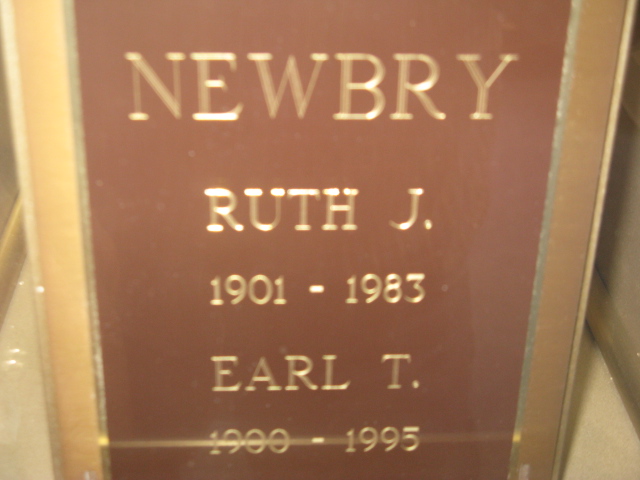 NEWBRY
RUTH J.
1901 - 1983
EARL T.
1900 - 1995